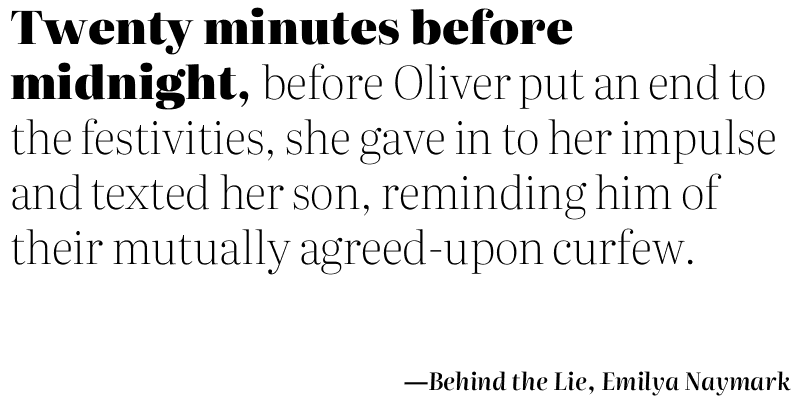 Twenty minutes before
midnight, before Oliver put an end to
the festivities, she gave in to her impulse
and texted her son, reminding him of
their mutually agreed-upon curfew.
—Behind the Lie, Emilya Naymark